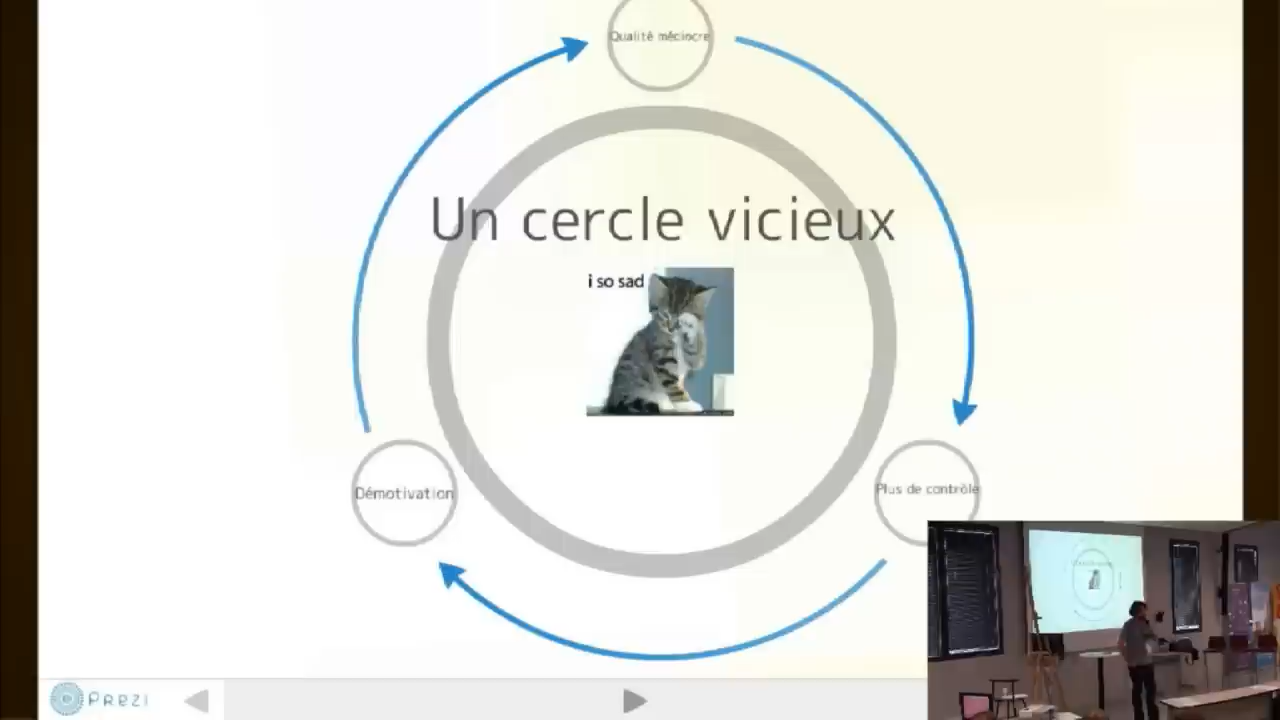 Qualité médiocre
Un cercle vicieux
i so sad
Démotivation
Plus de contrôle
Prezi